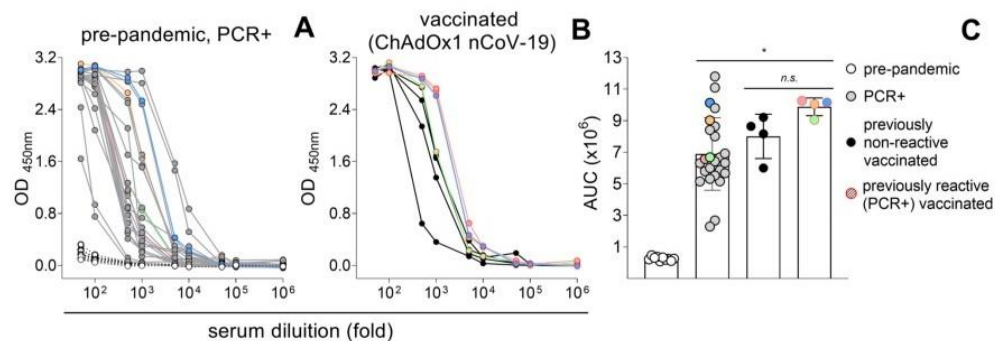 A
pre-pandemic, PCR+
OD 450nm
3.2
2.4
1.6
0.8
0.0
10² 10³ 10⁴ 10⁵ 10⁶
B
vaccinated
(ChAdOx1 nCoV-19)
OD 450nm
3.2
2.4
1.6
0.8
0.0
10² 10³ 10⁴ 10⁵ 10⁶
serum diluition (fold)
C
AUC (x10⁶)
13
11
9
7
5
3
1
*
n.s.
pre-pandemic
PCR+
previously
non-reactive
vaccinated
previously reactive
(PCR+) vaccinated